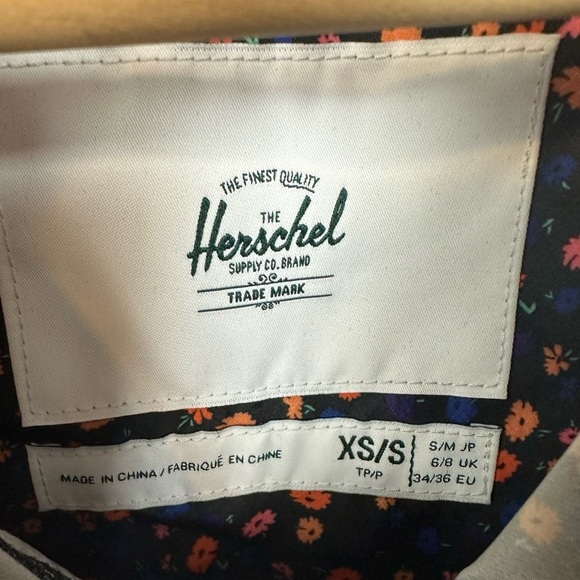 THE FINEST QUALITY
THE
Herschel
SUPPLY CO. BRAND
TRADE MARK
MADE IN CHINA / FABRIQUÉ EN CHINE
XS/S
TP/P
S/M JP
6/8 UK
34/36 EU